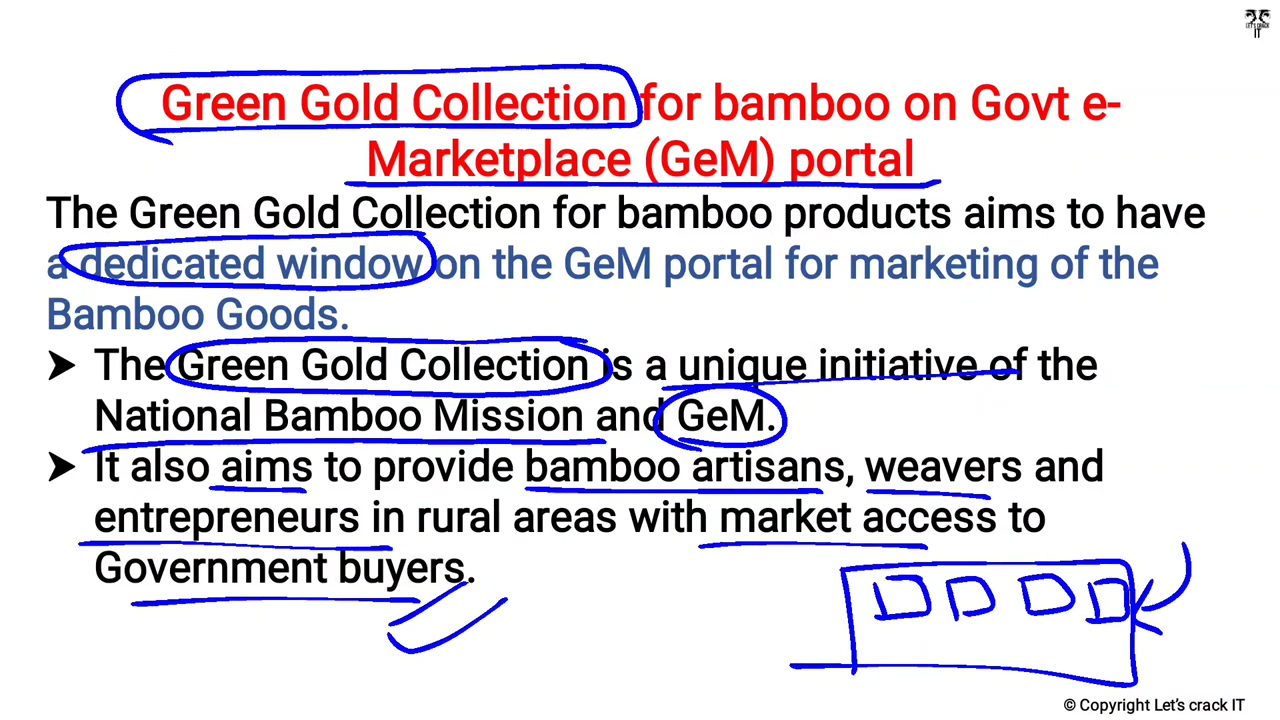 LET'S CRACK
IT
Green Gold Collection for bamboo on Govt e-
Marketplace (GeM) portal
The Green Gold Collection for bamboo products aims to have
a dedicated window on the GeM portal for marketing of the
Bamboo Goods.
➤ The Green Gold Collection is a unique initiative of the
National Bamboo Mission and GeM.
➤ It also aims to provide bamboo artisans, weavers and
entrepreneurs in rural areas with market access to
Government buyers.
© Copyright Let's crack IT